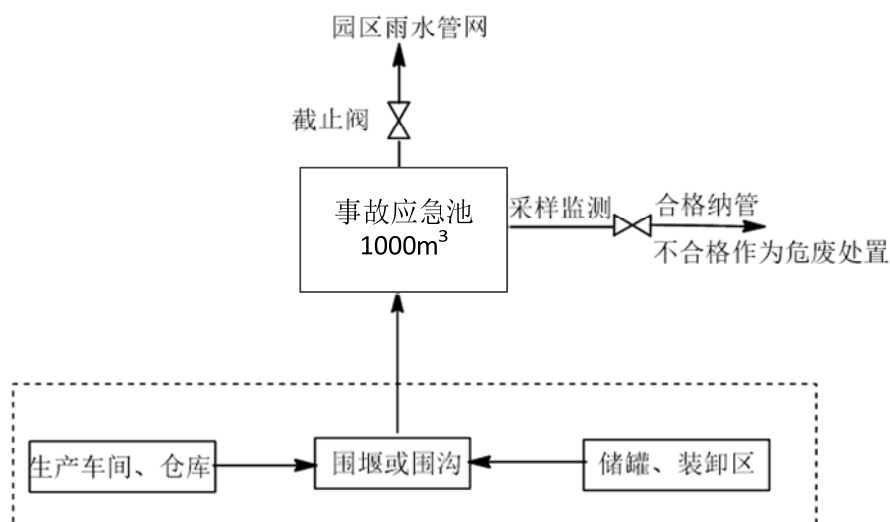 园区雨水管网
截止阀
事故应急池
1000m³
采样监测
合格纳管
不合格作为危废处置
生产车间、仓库
围堰或围沟
储罐、装卸区